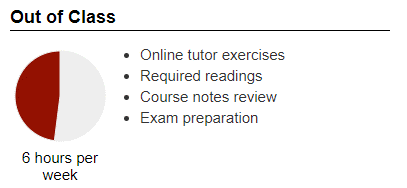 Out of Class
Online tutor exercises
Required readings
Course notes review
Exam preparation
6 hours per
week